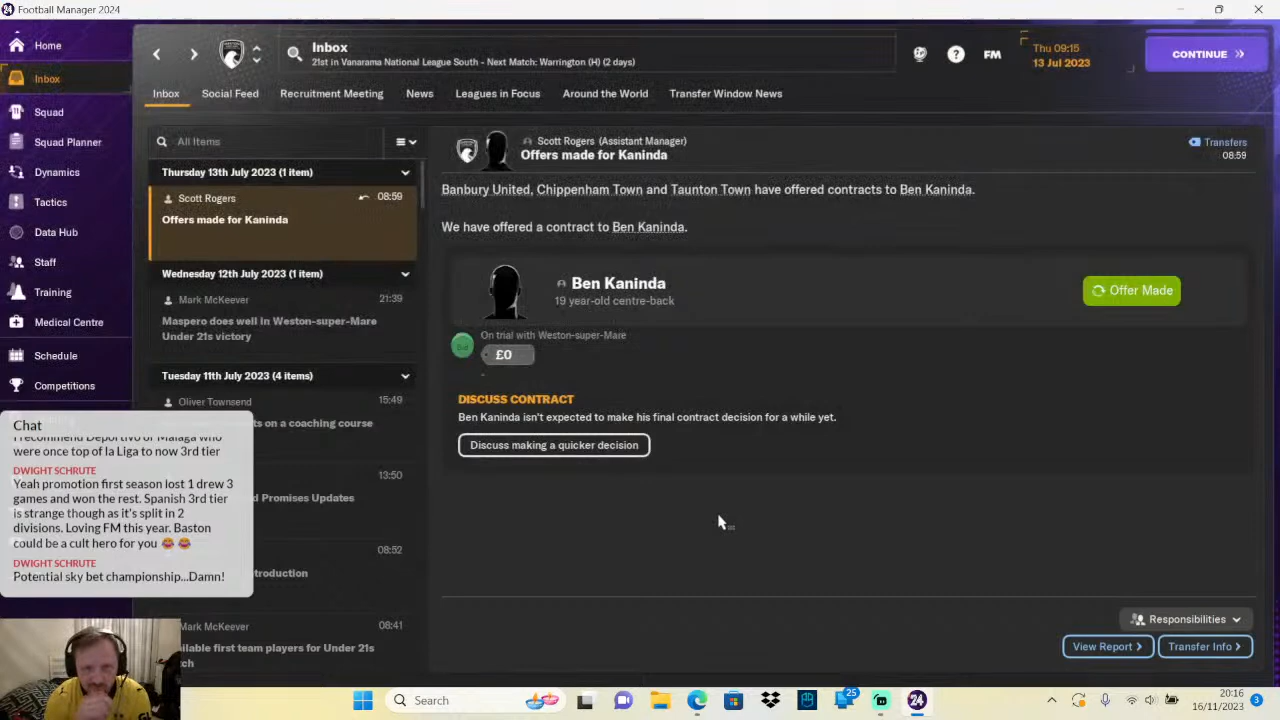 Football Manager 2024
Home
Inbox
Squad
Squad Planner
Dynamics
Tactics
Data Hub
Staff
Training
Medical Centre
Schedule
Competitions
Inbox
21st in Vanarama National League South - Next Match: Warrington (H) (2 days)
FM
Thu 09:15
13 Jul 2023
CONTINUE
Inbox
Social Feed
Recruitment Meeting
News
Leagues in Focus
Around the World
Transfer Window News
All Items
Thursday 13th July 2023 (1 item)
Scott Rogers
08:59
Offers made for Kaninda
Wednesday 12th July 2023 (1 item)
Mark McKeever
21:39
Maspero does well in Weston-super-Mare
Under 21s victory
Tuesday 11th July 2023 (4 items)
Oliver Townsend
15:49
s on a coaching course
13:50
d Promises Updates
08:52
troduction
Mark McKeever
08:41
ailable first team players for Under 21s
tch
Scott Rogers (Assistant Manager)
Offers made for Kaninda
Transfers
08:59
Banbury United, Chippenham Town and Taunton Town have offered contracts to Ben Kaninda.
We have offered a contract to Ben Kaninda.
Ben Kaninda
19 year-old centre-back
Offer Made
On trial with Weston-super-Mare
£0
-
DISCUSS CONTRACT
Ben Kaninda isn't expected to make his final contract decision for a while yet.
Discuss making a quicker decision
Responsibilities
View Report
Transfer Info
Chat
I recommend Deportivo or Malaga who
were once top of la Liga to now 3rd tier
DWIGHT SCHRUTE
Yeah promotion first season lost 1 drew 3
games and won the rest. Spanish 3rd tier
is strange though as it's split in 2
divisions. Loving FM this year. Baston
could be a cult hero for you 😂 😂
DWIGHT SCHRUTE
Potential sky bet championship...Damn!
Search
25
24
20:16
16/11/2023
3